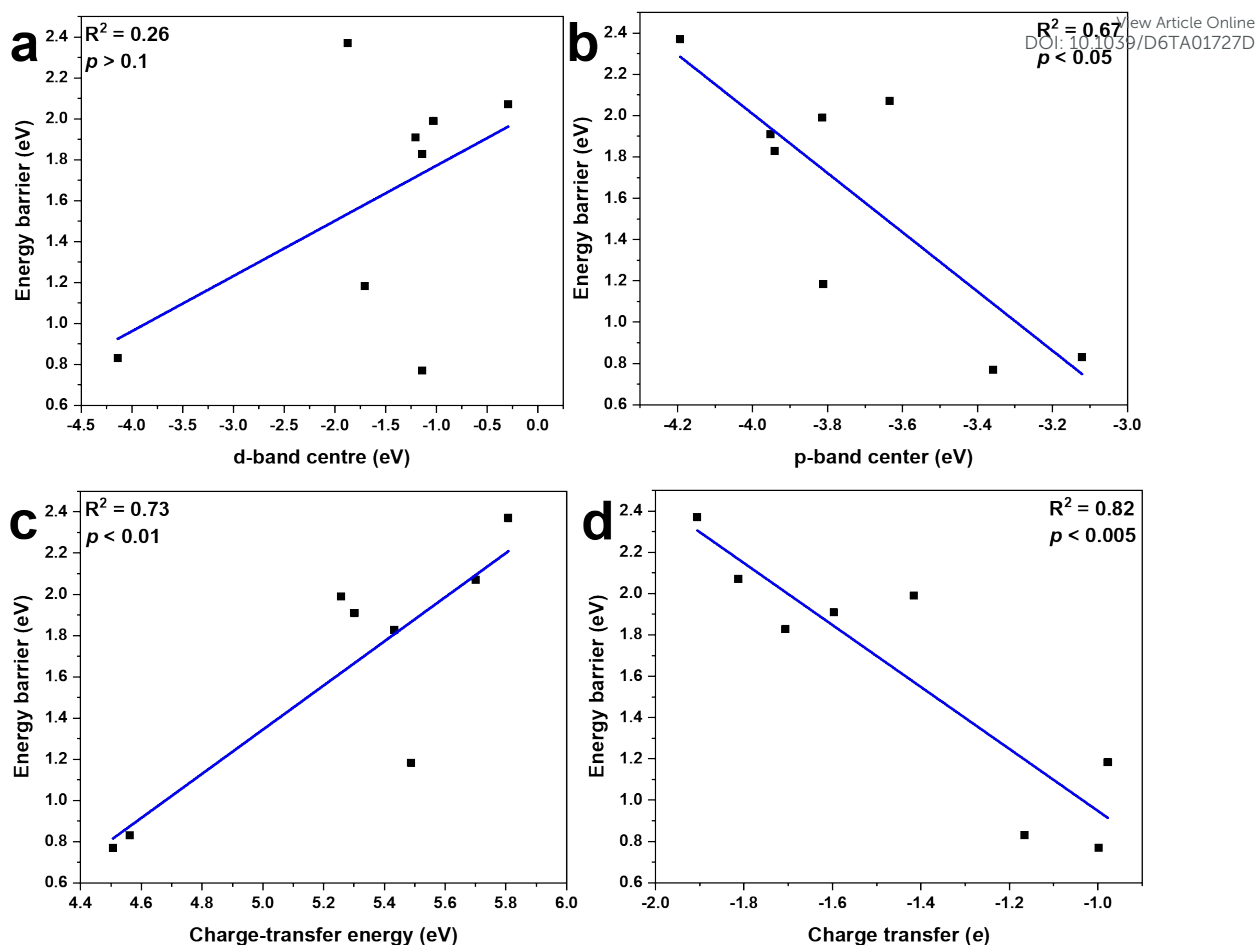 View Article Online
DOI: 10.1039/D6TA01727D
a
R² = 0.26
p > 0.1
2.4
2.2
2.0
1.8
1.6
1.4
1.2
1.0
0.8
0.6
Energy barrier (eV)
-4.5 -4.0 -3.5 -3.0 -2.5 -2.0 -1.5 -1.0 -0.5 0.0
d-band centre (eV)
b
R² = 0.67
p < 0.05
2.4
2.2
2.0
1.8
1.6
1.4
1.2
1.0
0.8
0.6
Energy barrier (eV)
-4.2 -4.0 -3.8 -3.6 -3.4 -3.2 -3.0
p-band center (eV)
c
R² = 0.73
p < 0.01
2.4
2.2
2.0
1.8
1.6
1.4
1.2
1.0
0.8
0.6
Energy barrier (eV)
4.4 4.6 4.8 5.0 5.2 5.4 5.6 5.8 6.0
Charge-transfer energy (eV)
d
R² = 0.82
p < 0.005
2.4
2.2
2.0
1.8
1.6
1.4
1.2
1.0
0.8
0.6
Energy barrier (eV)
-2.0 -1.8 -1.6 -1.4 -1.2 -1.0
Charge transfer (e)